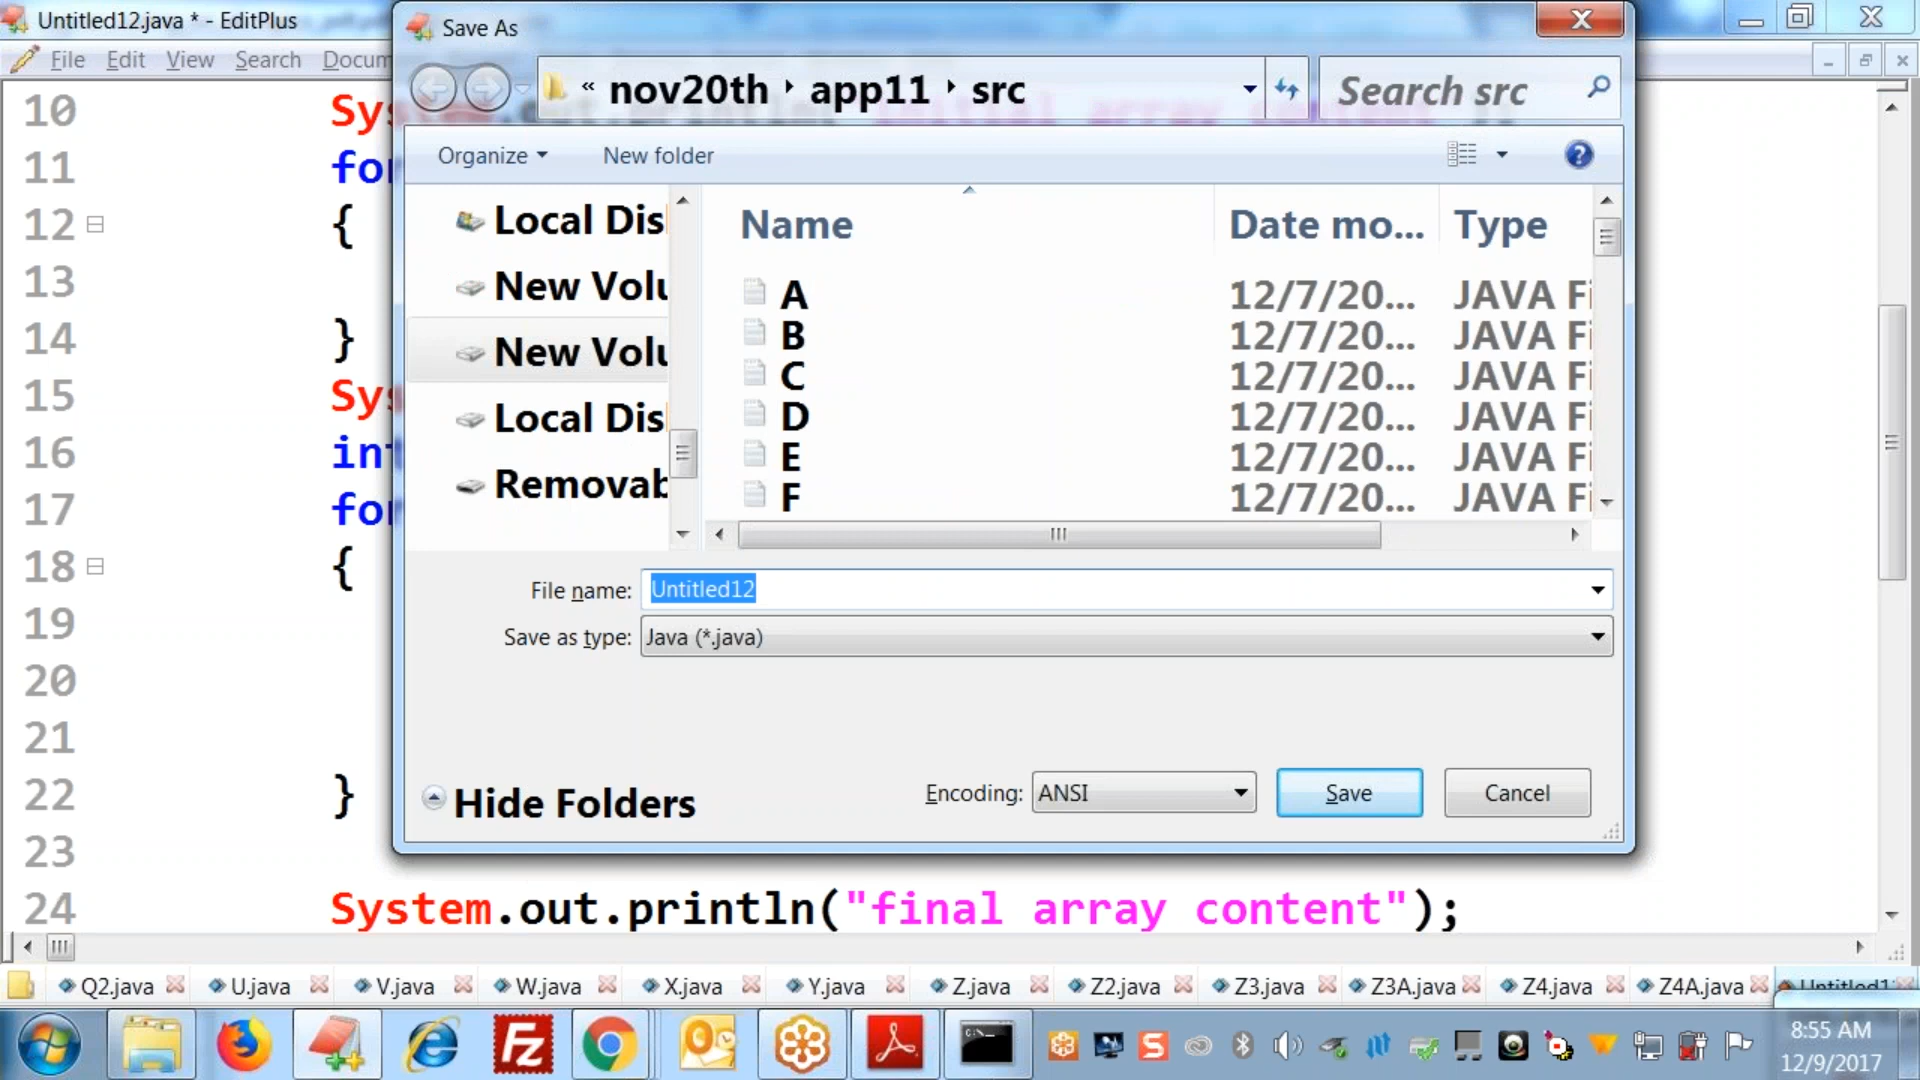 Untitled12.java * - EditPlus
File Edit View Search Docum
Save As
« nov20th app11 src
Search src
Organize
New folder
Local Dis
New Volu
New Volu
Local Dis
Removab
Name Date mo... Type
A 12/7/20... JAVA Fi
B 12/7/20... JAVA Fi
C 12/7/20... JAVA Fi
D 12/7/20... JAVA Fi
E 12/7/20... JAVA Fi
F 12/7/20... JAVA Fi
File name: Untitled12
Save as type: Java (*.java)
Hide Folders
Encoding: ANSI
Save
Cancel
10 Sys
11 for
12 {
13
14 }
15 Sys
16 int
17 for
18 {
19
20
21
22 }
23
24 System.out.println("final array content");
Q2.java U.java V.java W.java X.java Y.java Z.java Z2.java Z3.java Z3A.java Z4.java Z4A.java Untitled1
8:55 AM
12/9/2017